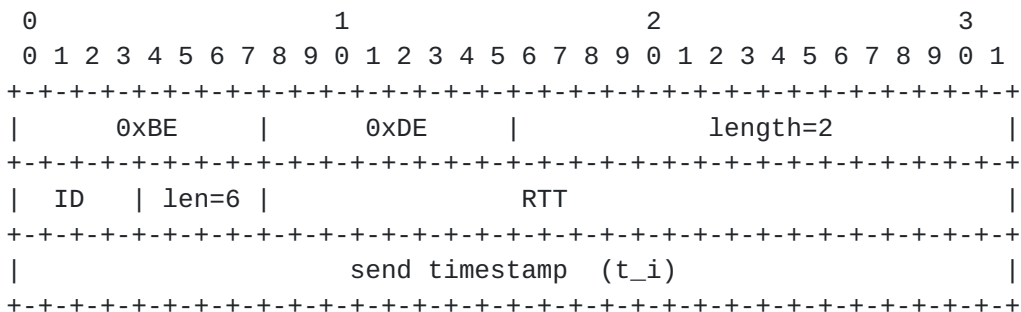 0                   1                   2                   3
 0 1 2 3 4 5 6 7 8 9 0 1 2 3 4 5 6 7 8 9 0 1 2 3 4 5 6 7 8 9 0 1
+-+-+-+-+-+-+-+-+-+-+-+-+-+-+-+-+-+-+-+-+-+-+-+-+-+-+-+-+-+-+-+-+
|      0xBE     |      0xDE     |            length=2           |
+-+-+-+-+-+-+-+-+-+-+-+-+-+-+-+-+-+-+-+-+-+-+-+-+-+-+-+-+-+-+-+-+
|  ID   | len=6 |                RTT                            |
+-+-+-+-+-+-+-+-+-+-+-+-+-+-+-+-+-+-+-+-+-+-+-+-+-+-+-+-+-+-+-+-+
|                     send timestamp  (t_i)                     |
+-+-+-+-+-+-+-+-+-+-+-+-+-+-+-+-+-+-+-+-+-+-+-+-+-+-+-+-+-+-+-+-+